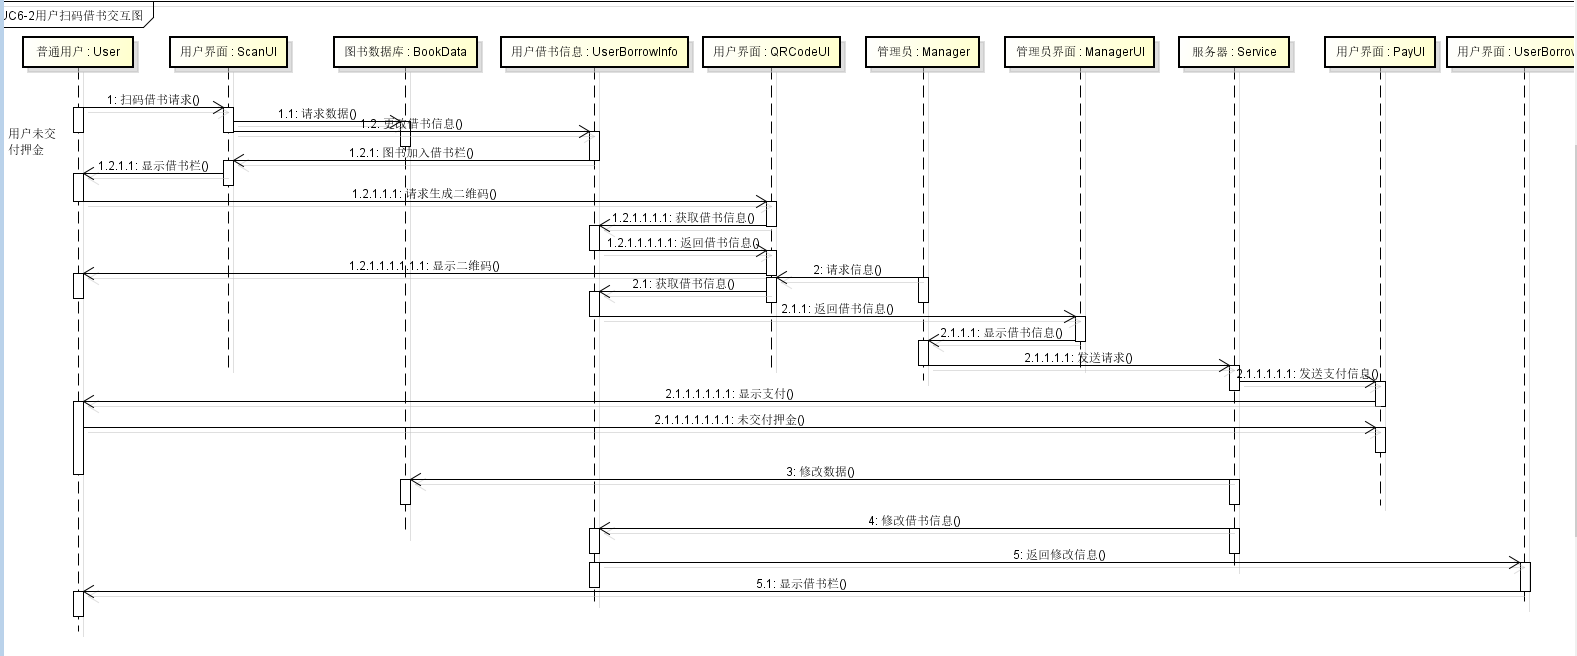 UC6-2用户扫码借书交互图
普通用户 : User
用户界面 : ScanUI
图书数据库 : BookData
用户借书信息 : UserBorrowInfo
用户界面 : QRCodeUI
管理员 : Manager
管理员界面 : ManagerUI
服务器 : Service
用户界面 : PayUI
用户界面 : UserBorrow
1: 扫码借书请求()
1.1: 请求数据()
1.2: 更改借书信息()
用户未交
付押金
1.2.1: 图书加入借书栏()
1.2.1.1: 显示借书栏()
1.2.1.1.1: 请求生成二维码()
1.2.1.1.1.1: 获取借书信息()
1.2.1.1.1.1.1: 返回借书信息()
1.2.1.1.1.1.1.1: 显示二维码()
2: 请求信息()
2.1: 获取借书信息()
2.1.1: 返回借书信息()
2.1.1.1: 显示借书信息()
2.1.1.1.1: 发送请求()
2.1.1.1.1.1: 发送支付信息()
2.1.1.1.1.1.1: 显示支付()
2.1.1.1.1.1.1.1: 未交付押金()
3: 修改数据()
4: 修改借书信息()
5: 返回修改信息()
5.1: 显示借书栏()